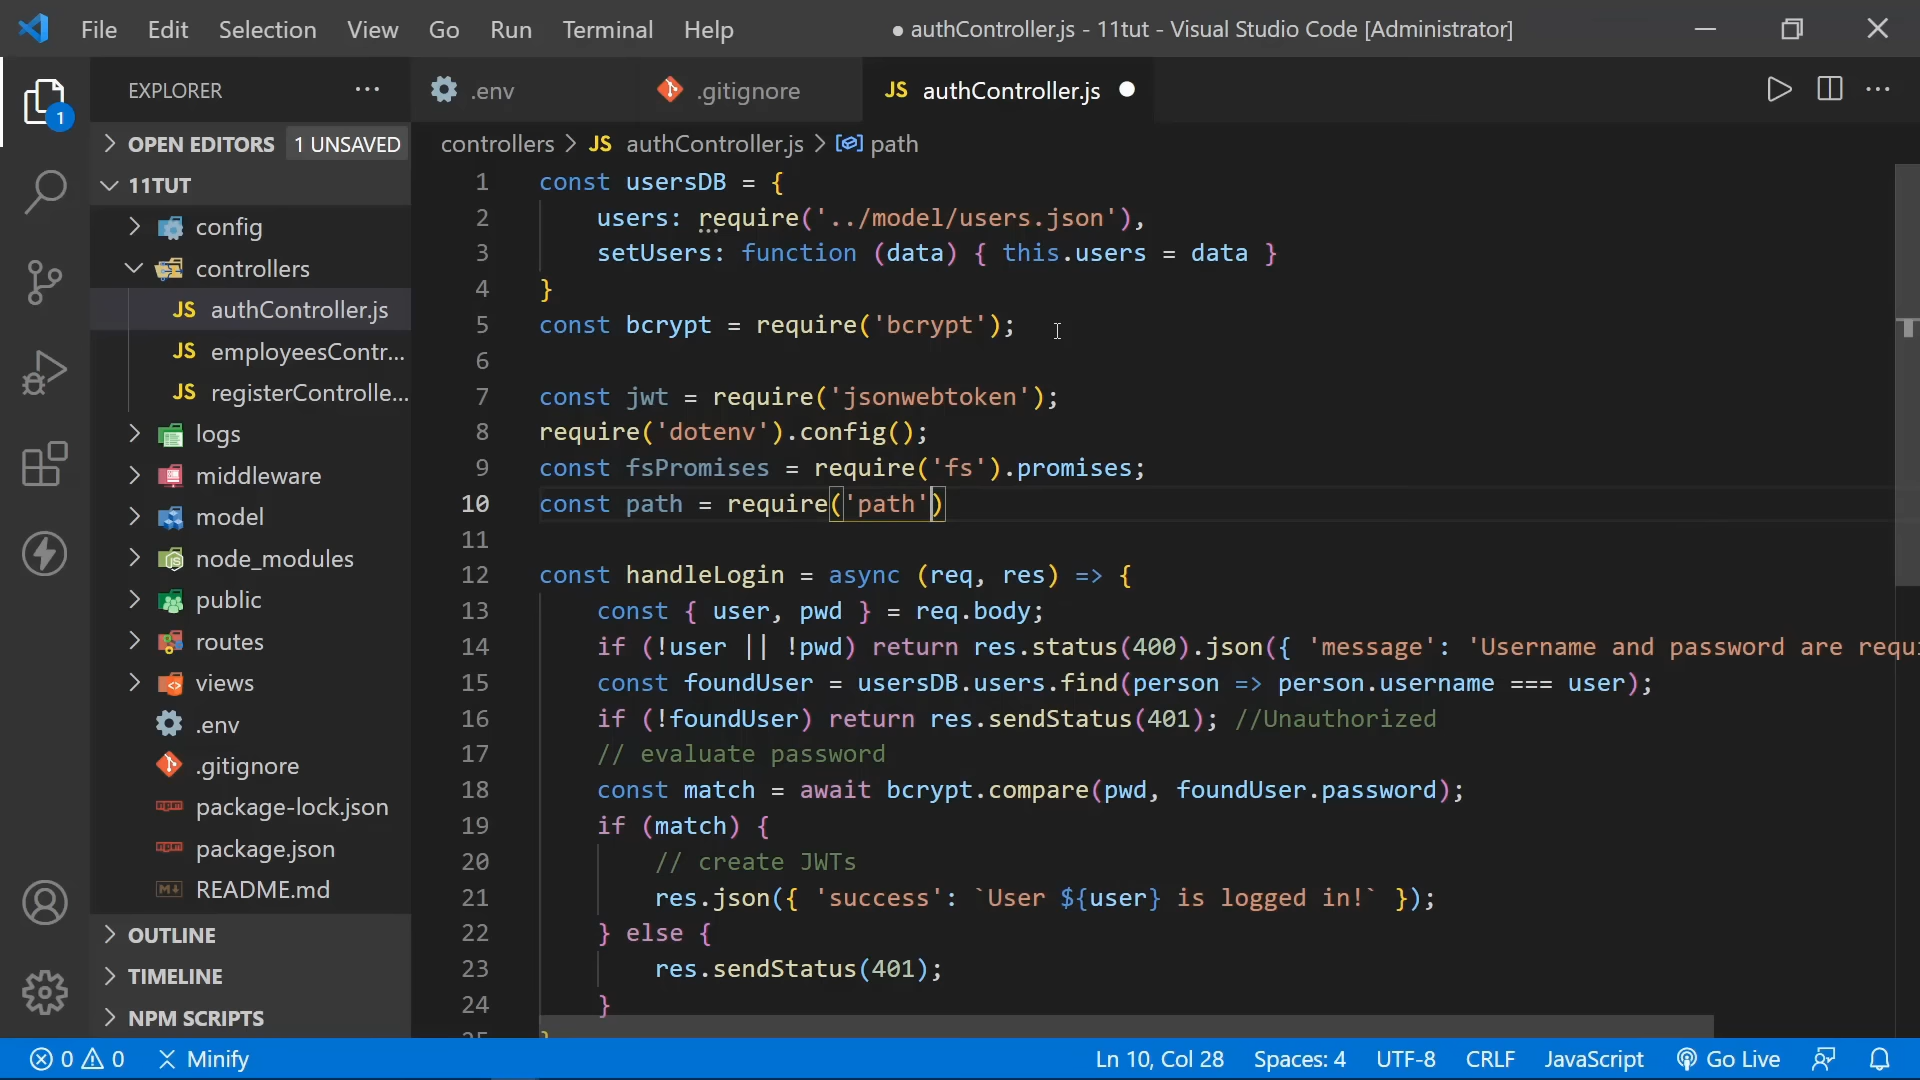 File Edit Selection View Go Run Terminal Help ● authController.js - 11tut - Visual Studio Code [Administrator]
EXPLORER ···
1
OPEN EDITORS 1 UNSAVED
11TUT
config
controllers
JS authController.js
JS employeesContr...
JS registerControlle...
logs
middleware
model
node_modules
public
routes
views
.env
.gitignore
package-lock.json
package.json
README.md
OUTLINE
TIMELINE
NPM SCRIPTS
.env .gitignore JS authController.js ●
controllers > JS authController.js > path
1 const usersDB = {
2 users: require('../model/users.json'),
3 setUsers: function (data) { this.users = data }
4 }
5 const bcrypt = require('bcrypt');
6
7 const jwt = require('jsonwebtoken');
8 require('dotenv').config();
9 const fsPromises = require('fs').promises;
10 const path = require('path')
11
12 const handleLogin = async (req, res) => {
13 const { user, pwd } = req.body;
14 if (!user || !pwd) return res.status(400).json({ 'message': 'Username and password are requi
15 const foundUser = usersDB.users.find(person => person.username === user);
16 if (!foundUser) return res.sendStatus(401); //Unauthorized
17 // evaluate password
18 const match = await bcrypt.compare(pwd, foundUser.password);
19 if (match) {
20 // create JWTs
21 res.json({ 'success': `User ${user} is logged in!` });
22 } else {
23 res.sendStatus(401);
24 }
25 }
0 0 Minify Ln 10, Col 28 Spaces: 4 UTF-8 CRLF JavaScript Go Live